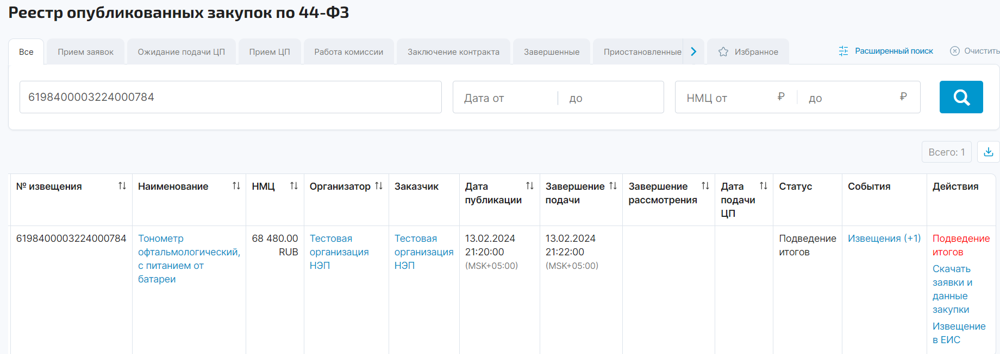 Реестр опубликованных закупок по 44-ФЗ
Все Прием заявок Ожидание подачи ЦП Прием ЦП Работа комиссии Заключение контракта Завершенные Приостановленные Избранное Расширенный поиск Очистить
6198400003224000784 Дата от до НМЦ от ₽ до ₽
Всего: 1
№ извещения
Наименование
НМЦ
Организатор
Заказчик
Дата
публикации
Завершение
подачи
Завершение
рассмотрения
Дата
подачи
ЦП
Статус
События
Действия
6198400003224000784
Тонометр
офтальмологический,
с питанием от
батареи
68 480.00
RUB
Тестовая
организация
НЭП
Тестовая
организация
НЭП
13.02.2024
21:20:00
(MSK+05:00)
13.02.2024
21:22:00
(MSK+05:00)
Подведение
итогов
Извещения (+1)
Подведение
итогов
Скачать
заявки и
данные
закупки
Извещение
в ЕИС